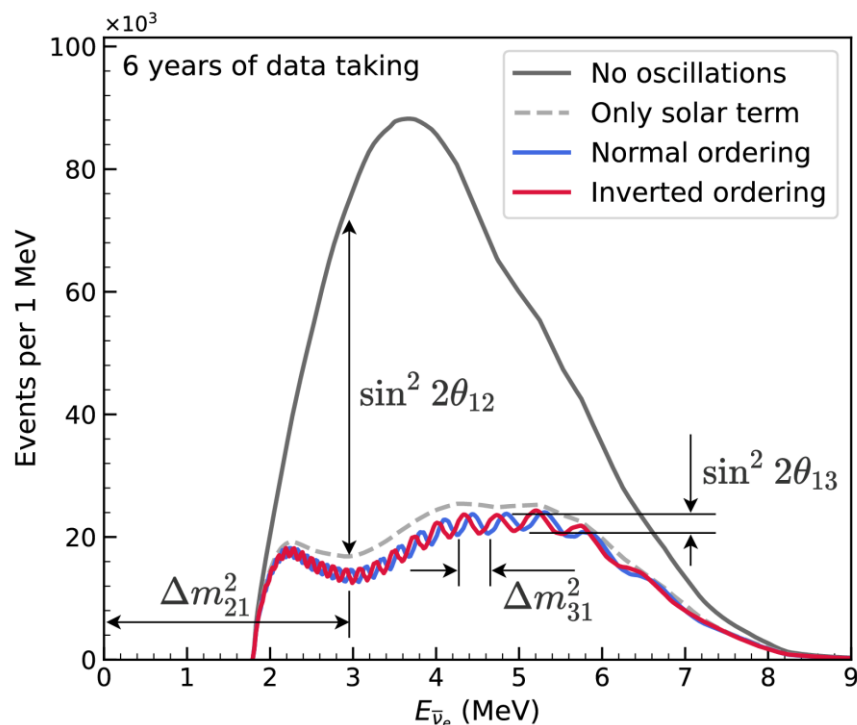 ×10³
100
6 years of data taking
No oscillations
Only solar term
Normal ordering
Inverted ordering
80
60
40
20
0
Events per 1 MeV
sin² 2θ₁₂
sin² 2θ₁₃
Δm²₂₁
Δm²₃₁
0 1 2 3 4 5 6 7 8 9
E_ν̅ₑ (MeV)